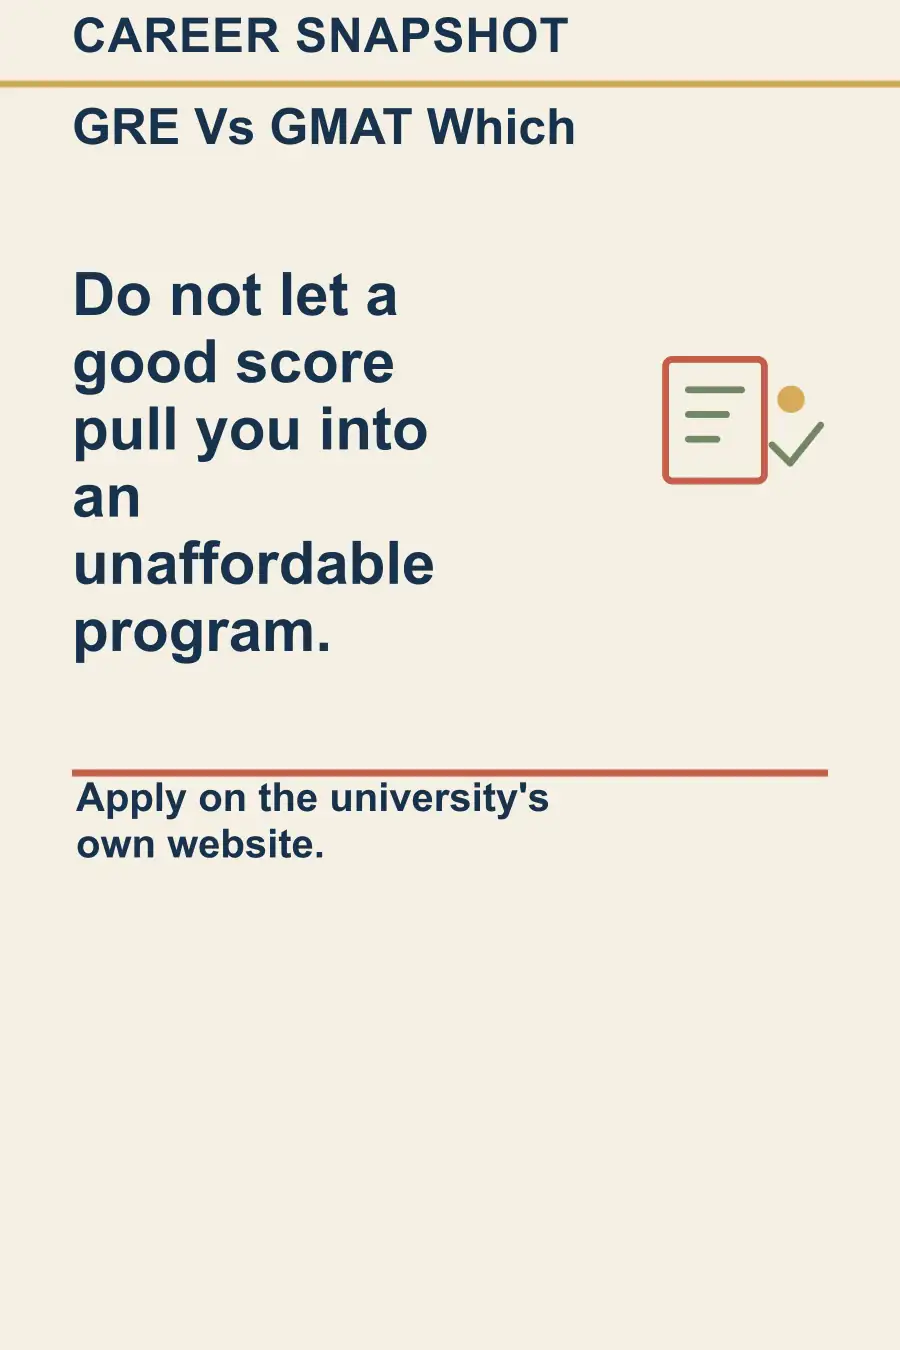 CAREER SNAPSHOT
GRE Vs GMAT Which
Do not let a
good score
pull you into
an
unaffordable
program.
Apply on the university's
own website.